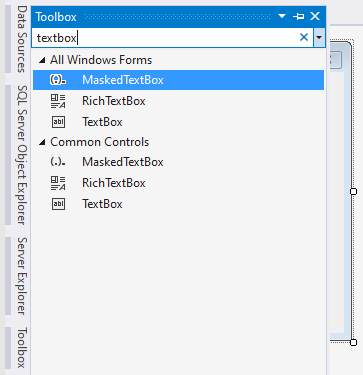 Toolbox
textbox
All Windows Forms
MaskedTextBox
RichTextBox
TextBox
Common Controls
MaskedTextBox
RichTextBox
TextBox
Data Sources
SQL Server Object Explorer
Server Explorer
Toolbox